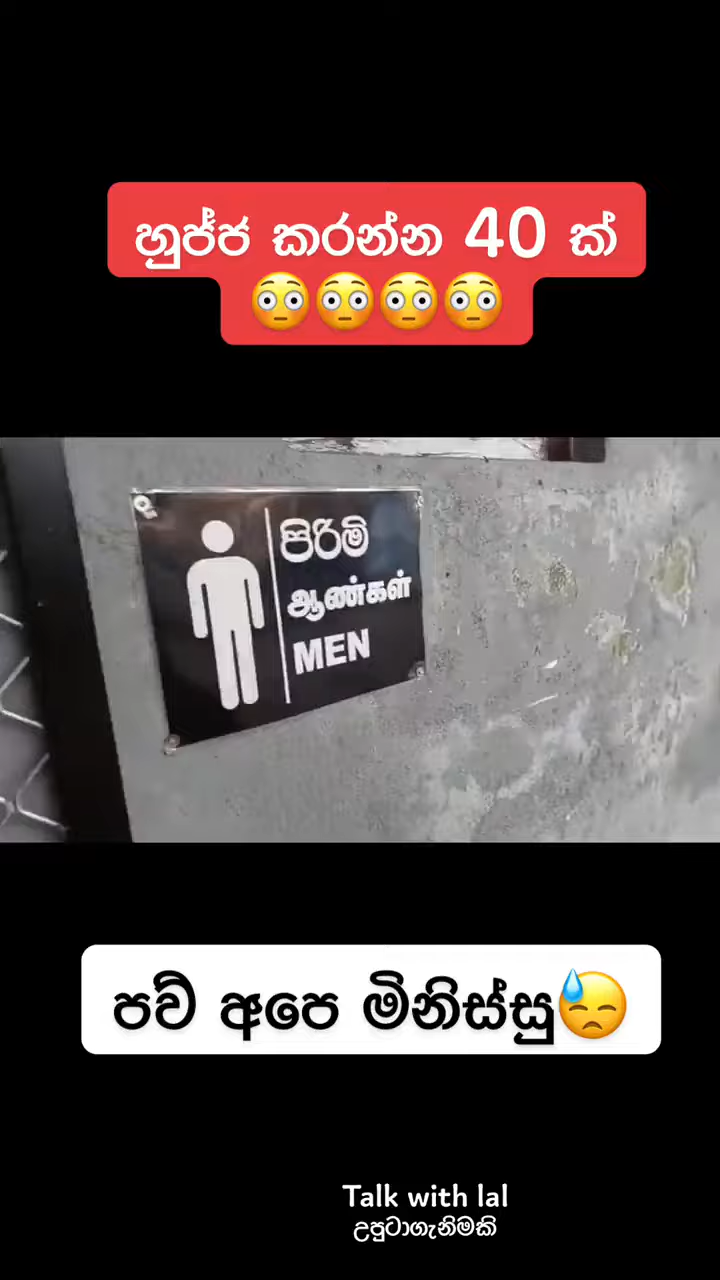 හුජ්ජ කරන්න 40 ක්
😳😳😳😳
පිරිමි
ஆண்கள்
MEN
පව් අපෙ මිනිස්සු😓
Talk with lal
උපුටාගැනිමකි